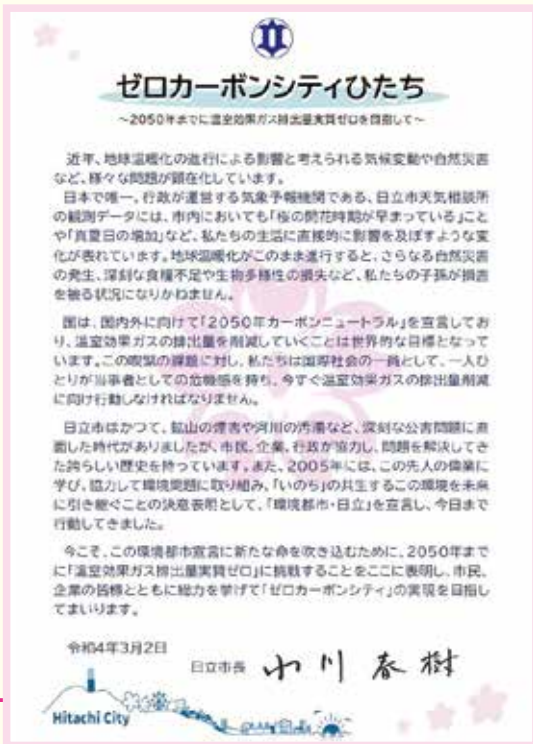 ゼロカーボンシティひたち
～2050年までに温室効果ガス排出量実質ゼロを目指して～
近年、地球温暖化の進行による影響と考えられる気候変動や自然災害
など、様々な問題が顕在化しています。
日本で唯一、行政が運営する気象予報機関である、日立市天気相談所
の観測データには、市内においても「桜の開花時期が早まっている」こと
や「真夏日の増加」など、私たちの生活に直接的に影響を及ぼすような変
化が表れています。地球温暖化がこのまま進行すると、さらなる自然災害
の発生、深刻な食糧不足や生物多様性の損失など、私たちの子孫が損害
を被る状況になりかねません。
国は、国内外に向けて「2050年カーボンニュートラル」を宣言してお
り、温室効果ガスの排出量を削減していくことは世界的な目標となって
います。この喫緊の課題に対し、私たちは国際社会の一員として、一人ひ
とりが当事者としての危機感を持ち、今すぐ温室効果ガスの排出量削減
に向け行動しなければなりません。
日立市はかつて、鉱山の煙害や河川の汚濁など、深刻な公害問題に直
面した時代がありましたが、市民、企業、行政が協力し、問題を解決してき
た誇らしい歴史を持っています。また、2005年には、この先人の偉業に
学び、協力して環境問題に取り組み、「いのち」の共生するこの環境を未来
に引き継ぐことの決意表明として、「環境都市・日立」を宣言し、今日まで
行動してきました。
今こそ、この環境都市宣言に新たな命を吹き込むために、2050年まで
に「温室効果ガス排出量実質ゼロ」に挑戦することをここに表明し、市民、
企業の皆様とともに総力を挙げて「ゼロカーボンシティ」の実現を目指し
てまいります。
令和4年3月2日
日立市長 小川春樹
Hitachi City